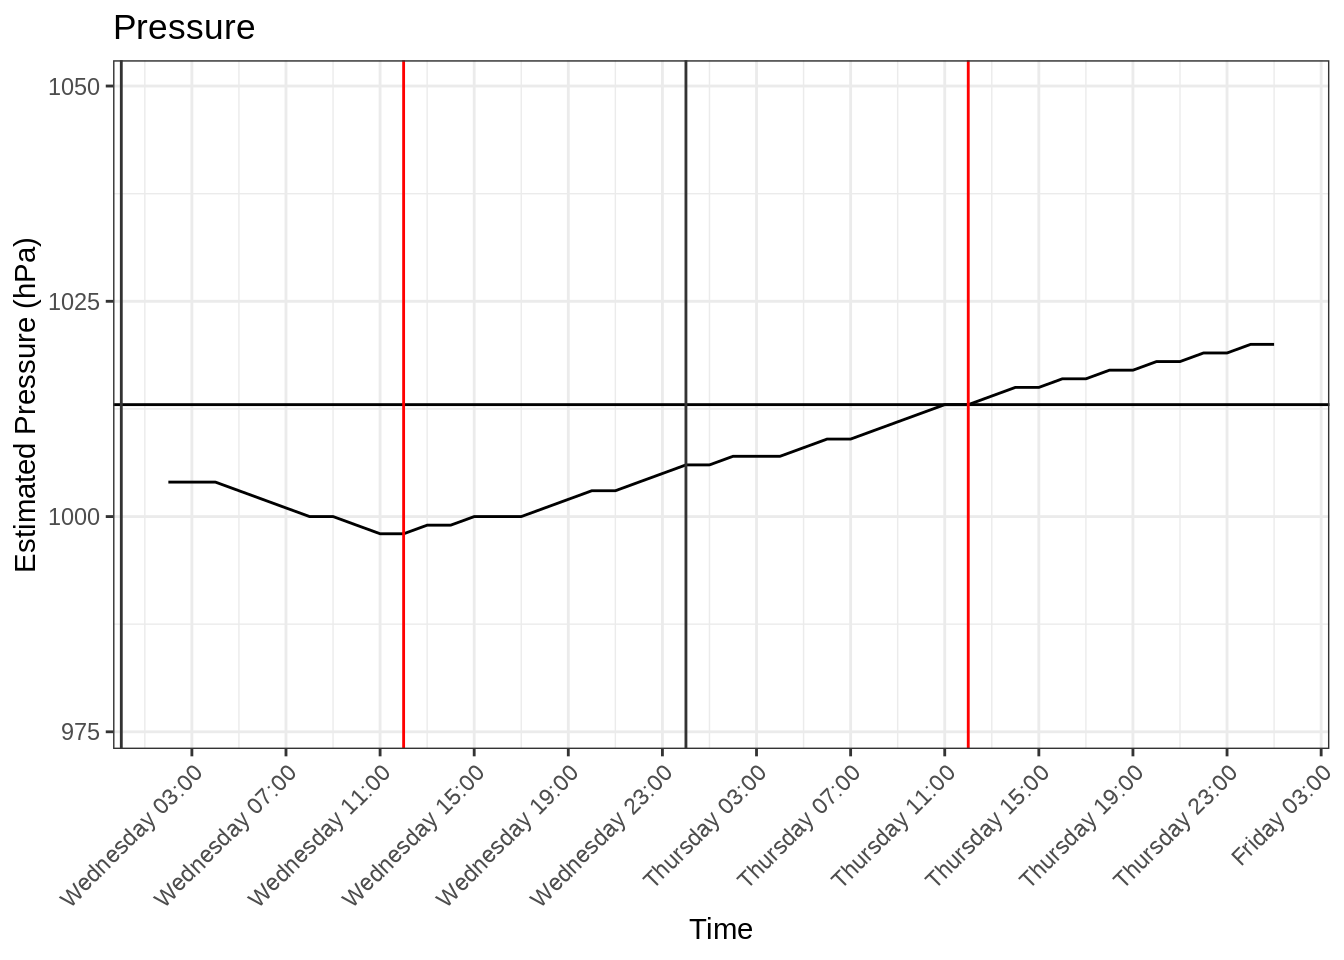 Pressure
Estimated Pressure (hPa)
1050
1025
1000
975
Wednesday 03:00
Wednesday 07:00
Wednesday 11:00
Wednesday 15:00
Wednesday 19:00
Wednesday 23:00
Thursday 03:00
Thursday 07:00
Thursday 11:00
Thursday 15:00
Thursday 19:00
Thursday 23:00
Friday 03:00
Time